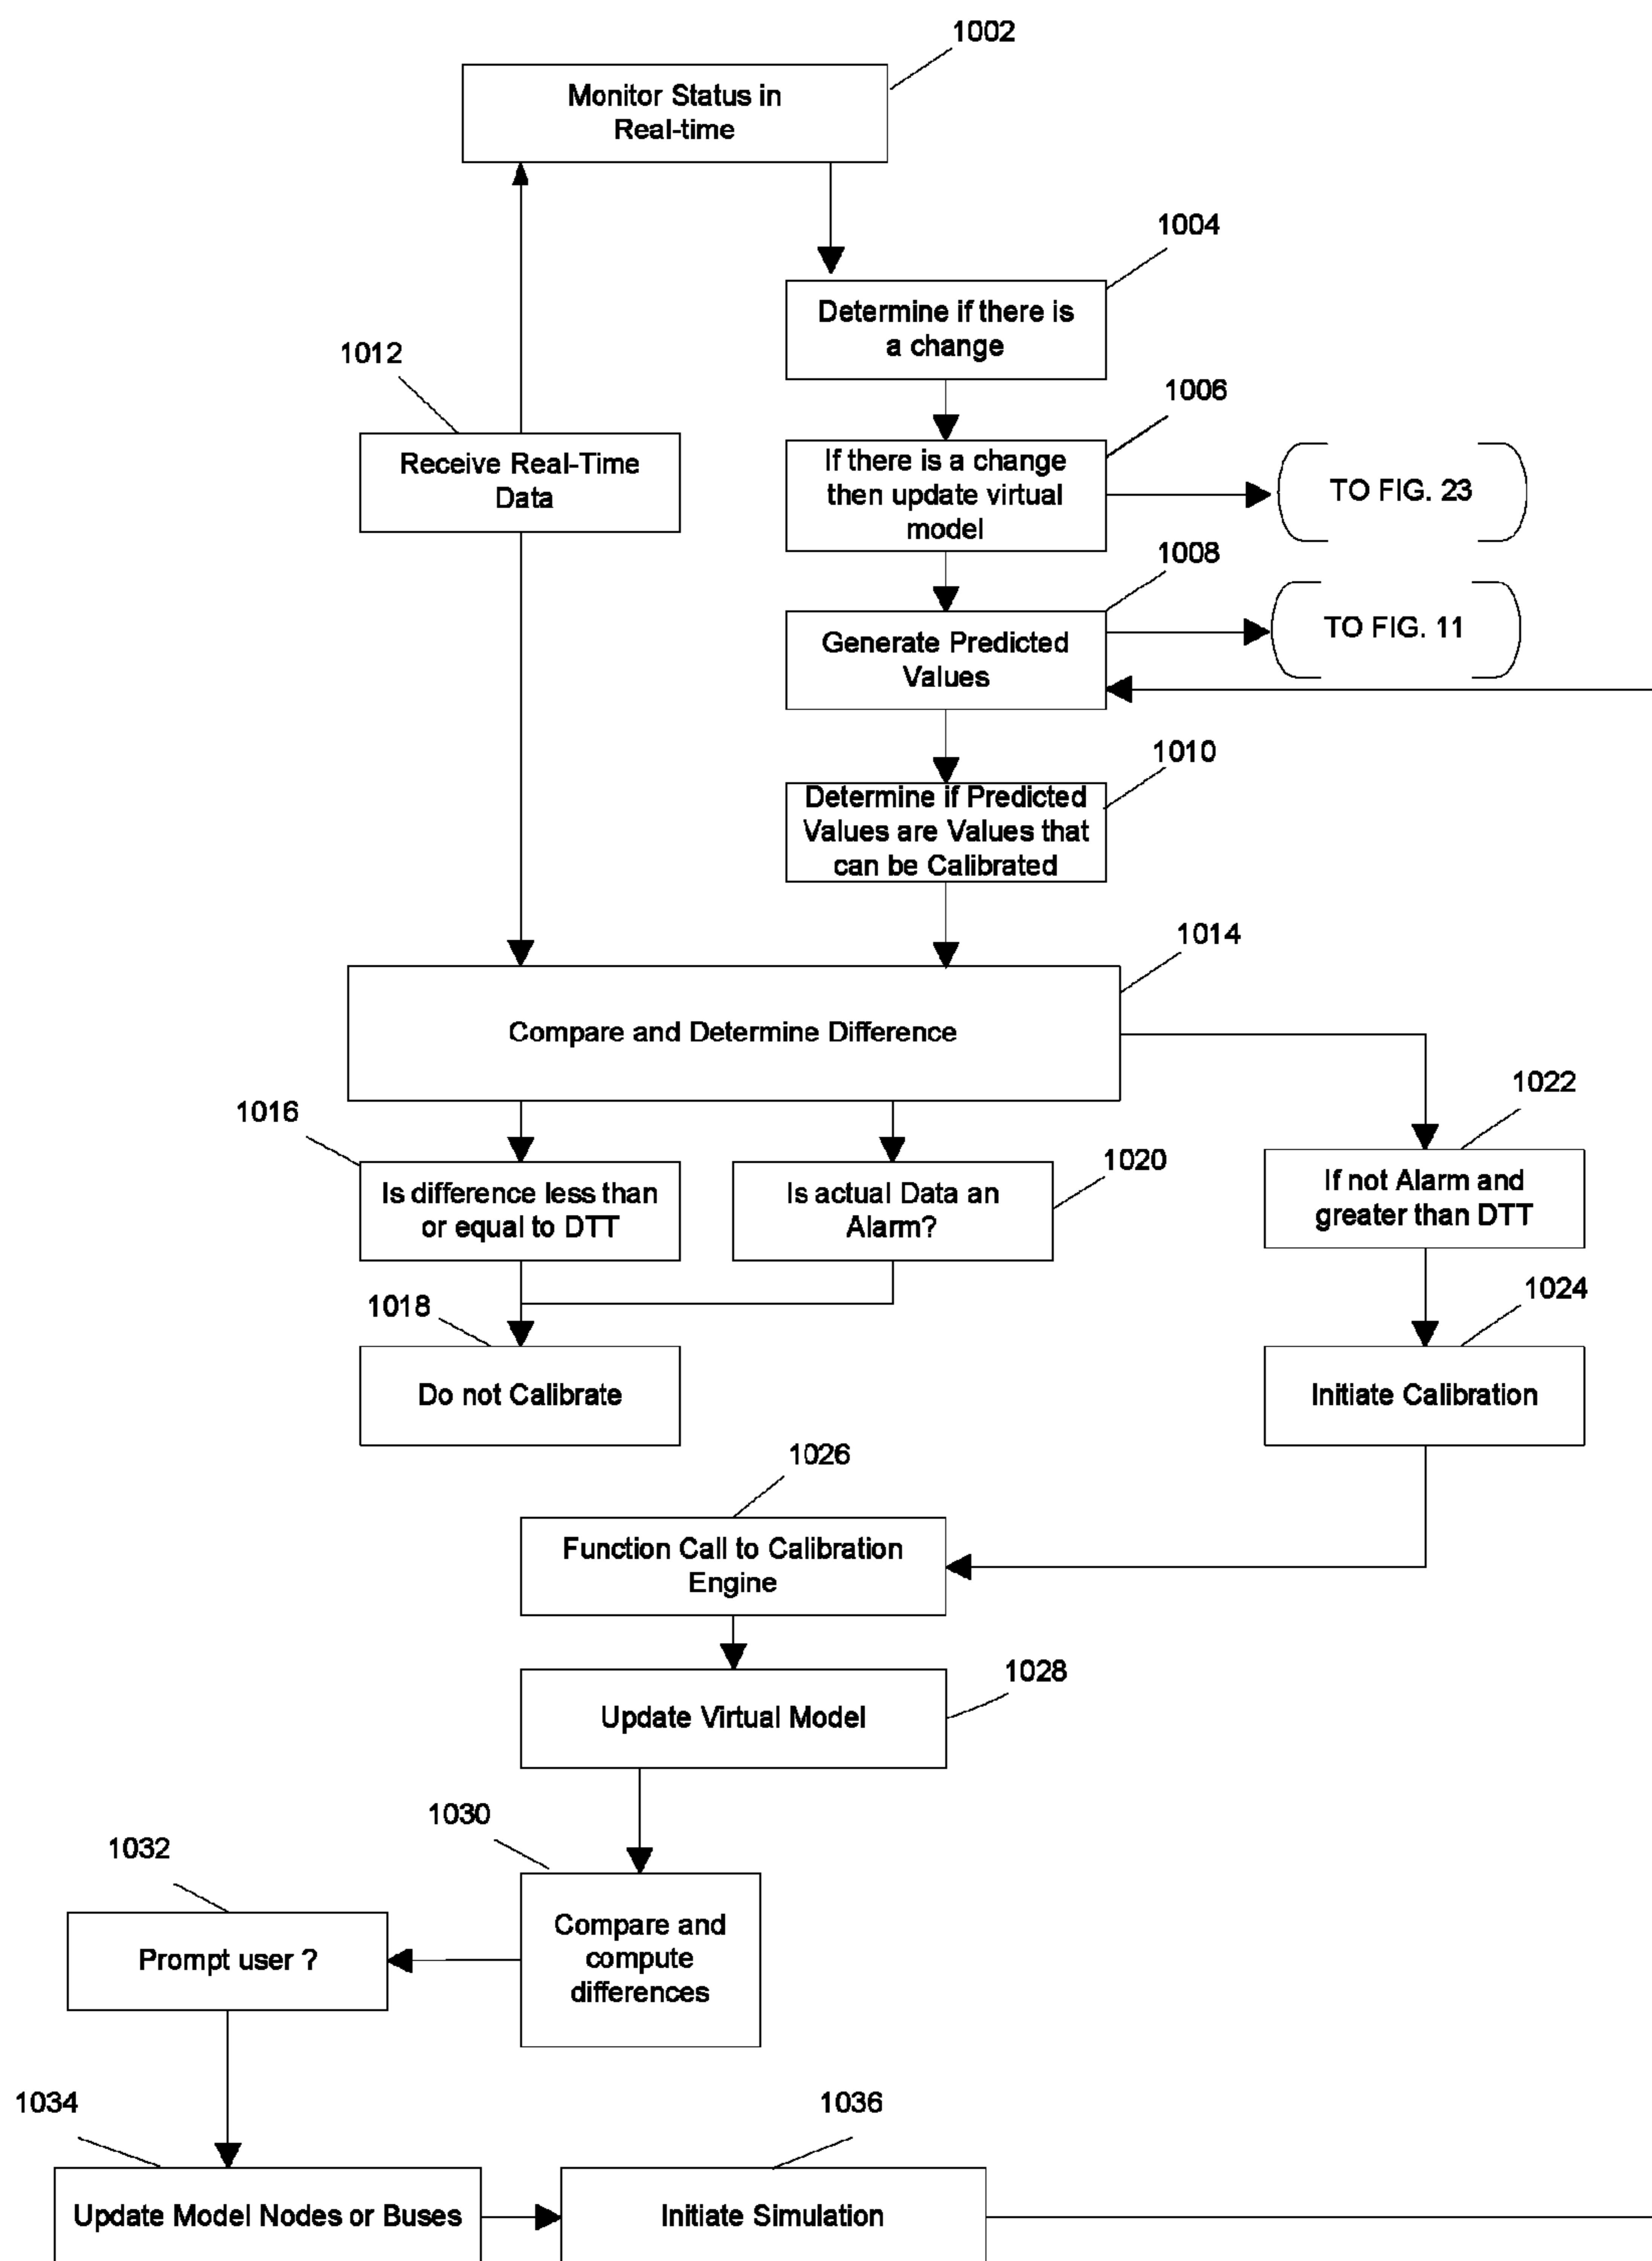 1002
Monitor Status in
Real-time
1004
Determine if there is
a change
1012
Receive Real-Time
Data
1006
If there is a change
then update virtual
model
TO FIG. 23
1008
Generate Predicted
Values
TO FIG. 11
1010
Determine if Predicted
Values are Values that
can be Calibrated
1014
Compare and Determine Difference
1016
Is difference less than
or equal to DTT
1020
Is actual Data an
Alarm?
1022
If not Alarm and
greater than DTT
1018
Do not Calibrate
1024
Initiate Calibration
1026
Function Call to Calibration
Engine
1028
Update Virtual Model
1030
Compare and
compute
differences
1032
Prompt user ?
1034
Update Model Nodes or Buses
1036
Initiate Simulation